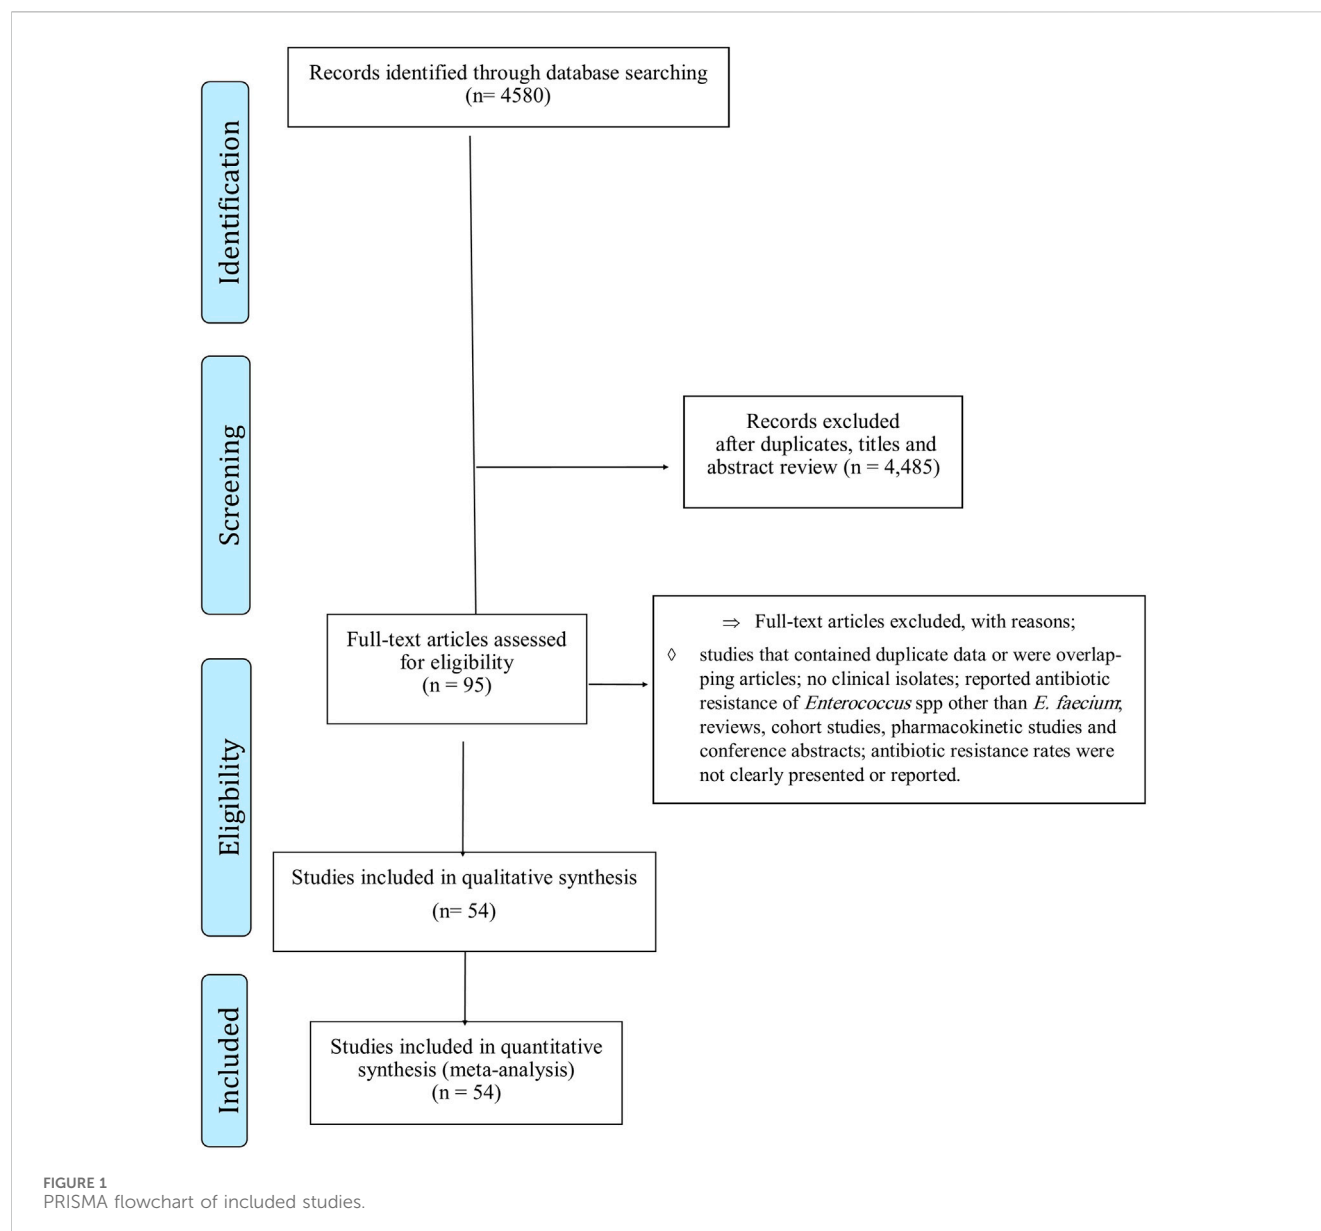 Identification
Records identified through database searching
(n= 4580)
Screening
Records excluded
after duplicates, titles and
abstract review (n = 4,485)
Eligibility
Full-text articles assessed
for eligibility
(n = 95)
⇒ Full-text articles excluded, with reasons;
◊ studies that contained duplicate data or were overlap-
ping articles; no clinical isolates; reported antibiotic
resistance of Enterococcus spp other than E. faecium;
reviews, cohort studies, pharmacokinetic studies and
conference abstracts; antibiotic resistance rates were
not clearly presented or reported.
Studies included in qualitative synthesis
(n= 54)
Included
Studies included in quantitative
synthesis (meta-analysis)
(n = 54)
FIGURE 1
PRISMA flowchart of included studies.